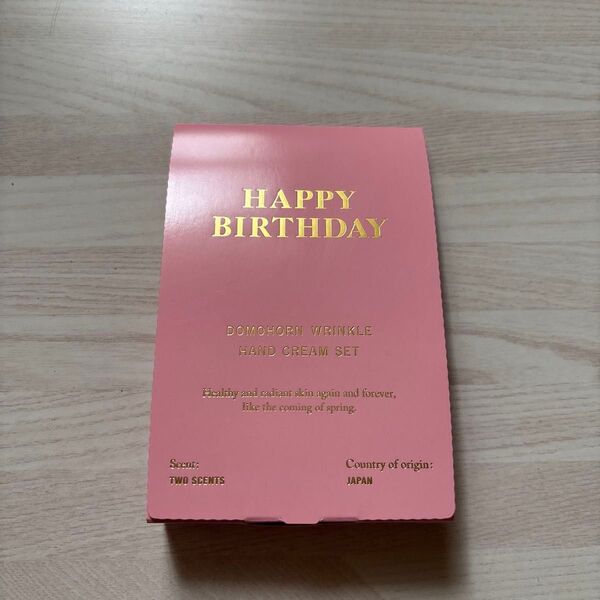 HAPPY
BIRTHDAY
DOMOHORN WRINKLE
HAND CREAM SET
Healthy and radiant skin again and forever,
like the coming of spring.
Scent:
TWO SCENTS
Country of origin:
JAPAN